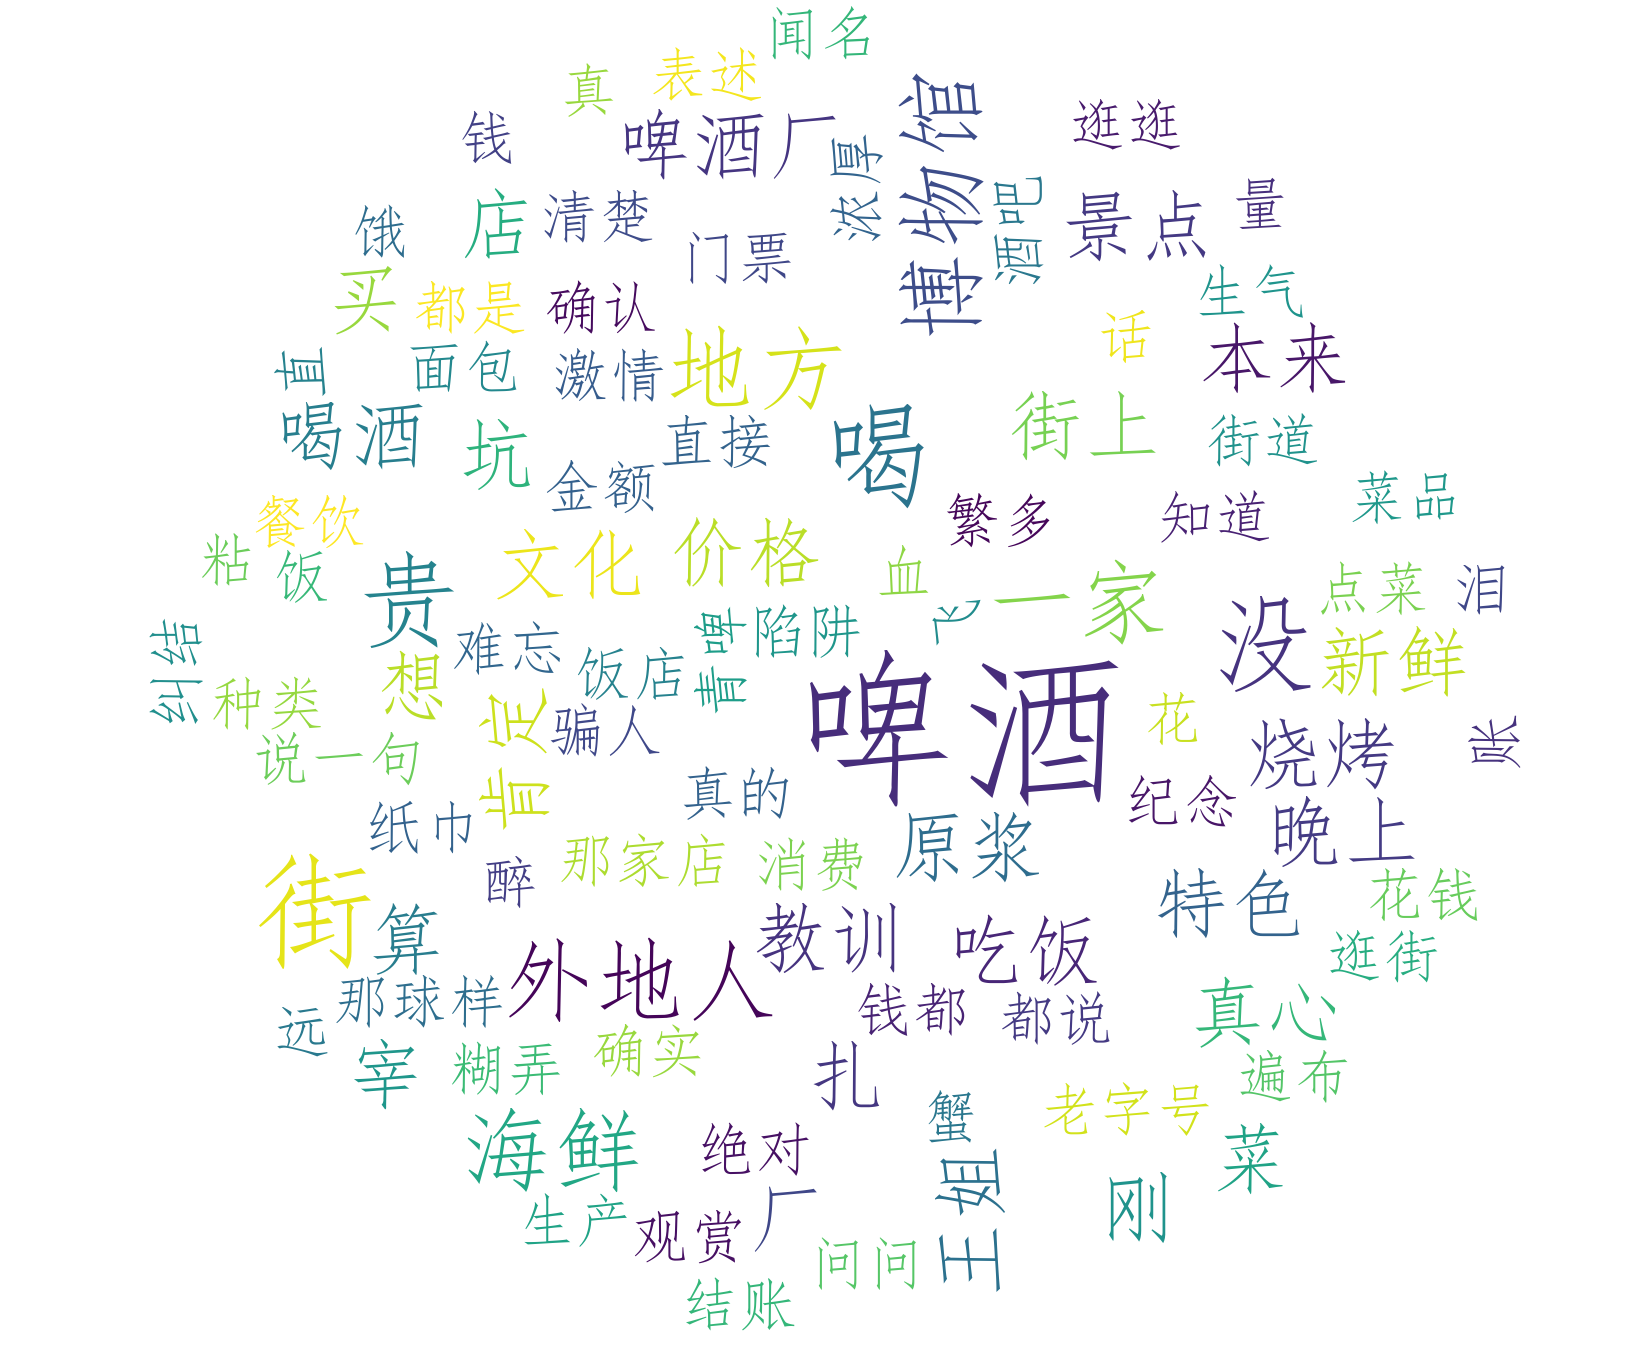 闻名
真
表述
钱
啤酒厂
浓厚
博物馆
酒吧
逛逛
饿
店
清楚
门票
景点
量
买
都是
确认
地方
生气
直
面包
激情
话
本来
喝酒
坑
直接
喝
街上
街道
金额
餐饮
文化
价格
繁多
知道
菜品
粘
饭
贵
血
飞
一家
没
点菜
泪
纠结
种类
想
难忘
饭店
青啤
陷阱
啤酒
新鲜
说一句
肯定
骗人
花
烧烤
账
纸巾
真的
纪念
晚上
街
醉
那家店
消费
原浆
特色
花钱
算
外地人
教训
吃饭
逛街
远
那球样
钱都
都说
真心
宰
糊弄
确实
扎
老字号
遍布
海鲜
绝对
蟹
王姐
刚
菜
生产
观赏
厂
问问
结账